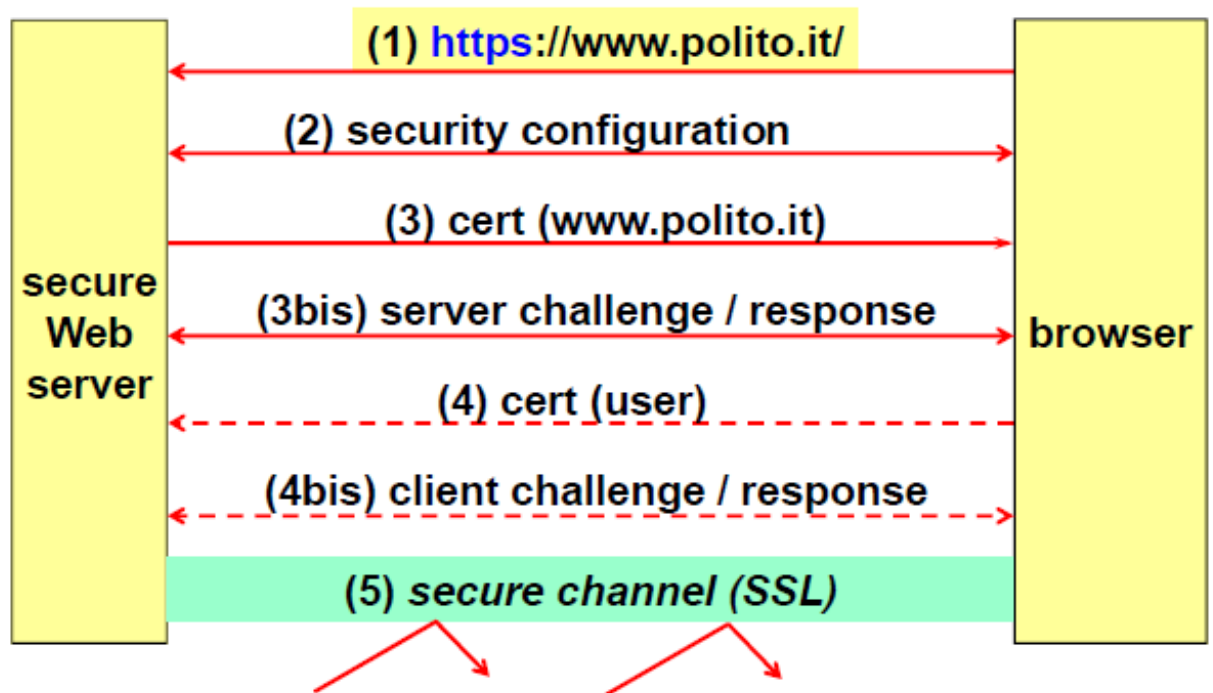 (1) https://www.polito.it/
(2) security configuration
(3) cert (www.polito.it)
secure
Web
server
(3bis) server challenge / response
browser
(4) cert (user)
(4bis) client challenge / response
(5) secure channel (SSL)